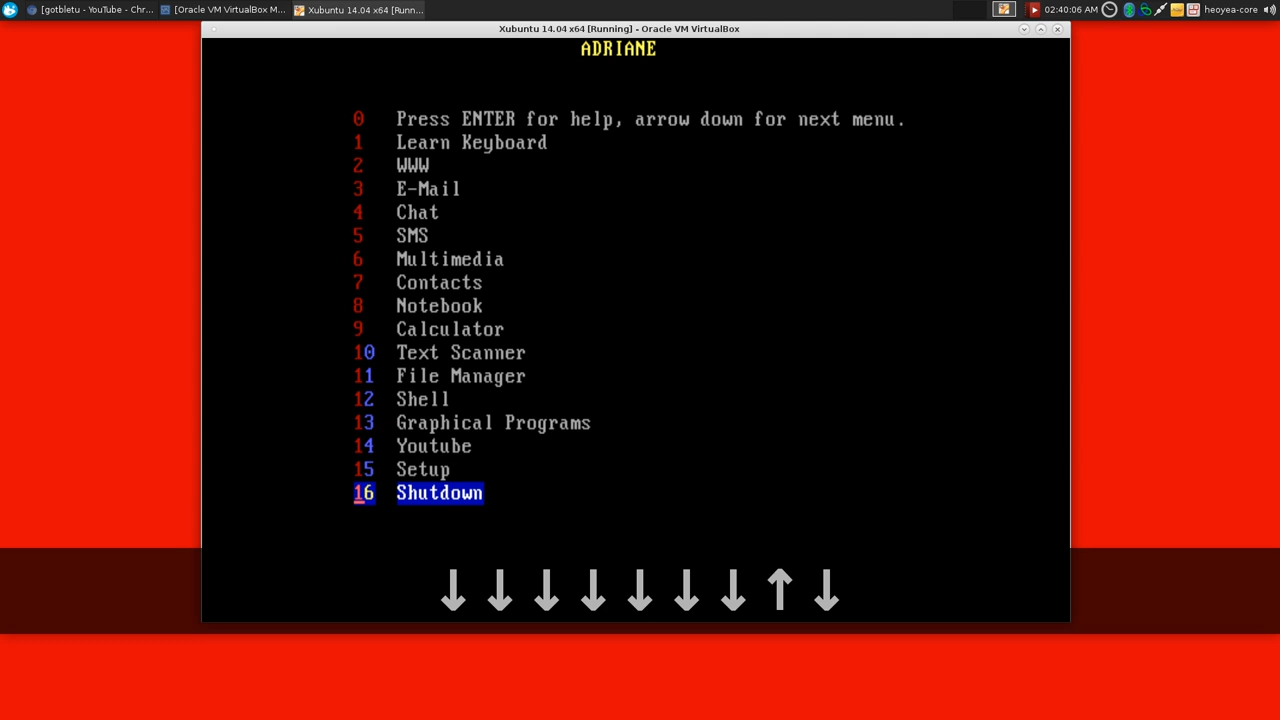 [gotbletu - YouTube - Chr...
[Oracle VM VirtualBox M...
Xubuntu 14.04 x64 [Runn...
02:40:06 AM
heoyea-core
Xubuntu 14.04 x64 [Running] - Oracle VM VirtualBox
ADRIANE
0 Press ENTER for help, arrow down for next menu.
1 Learn Keyboard
2 WWW
3 E-Mail
4 Chat
5 SMS
6 Multimedia
7 Contacts
8 Notebook
9 Calculator
10 Text Scanner
11 File Manager
12 Shell
13 Graphical Programs
14 Youtube
15 Setup
16 Shutdown
↓ ↓ ↓ ↓ ↓ ↓ ↓ ↑ ↓